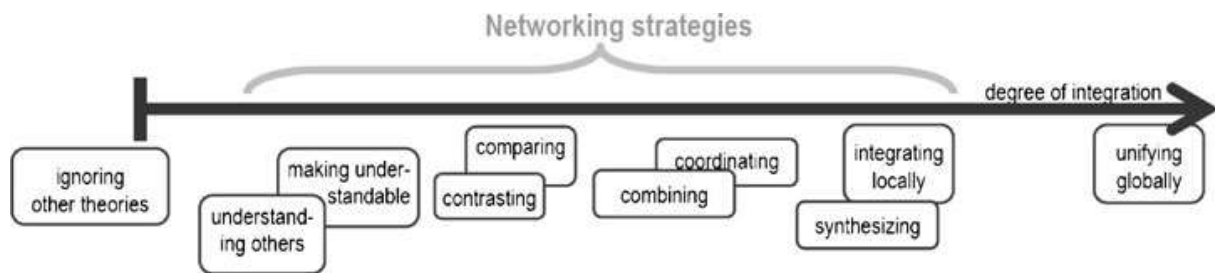 Networking strategies
degree of integration
ignoring
other theories
understand-
ing others
making under-
standable
comparing
contrasting
coordinating
combining
integrating
locally
synthesizing
unifying
globally